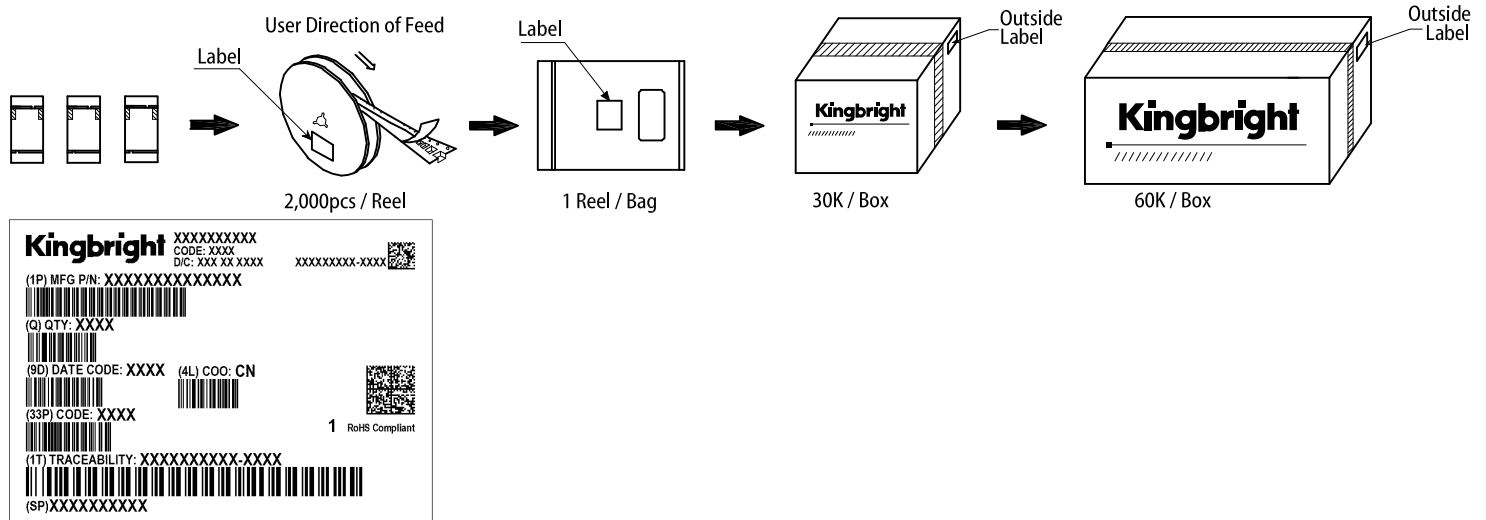 User Direction of Feed
Label
2,000pcs / Reel
Label
1 Reel / Bag
Outside
Label
Kingbright
30K / Box
Outside
Label
Kingbright
60K / Box
Kingbright
XXXXXXXXXX
CODE: XXXX
D/C: XXX XX XXXX
XXXXXXXXX-XXXX
(1P) MFG P/N: XXXXXXXXXXXXXX
(Q) QTY: XXXX
(9D) DATE CODE: XXXX
(4L) COO: CN
(33P) CODE: XXXX
1 RoHS Compliant
(1T) TRACEABILITY: XXXXXXXXXX-XXXX
(SP)XXXXXXXXXX